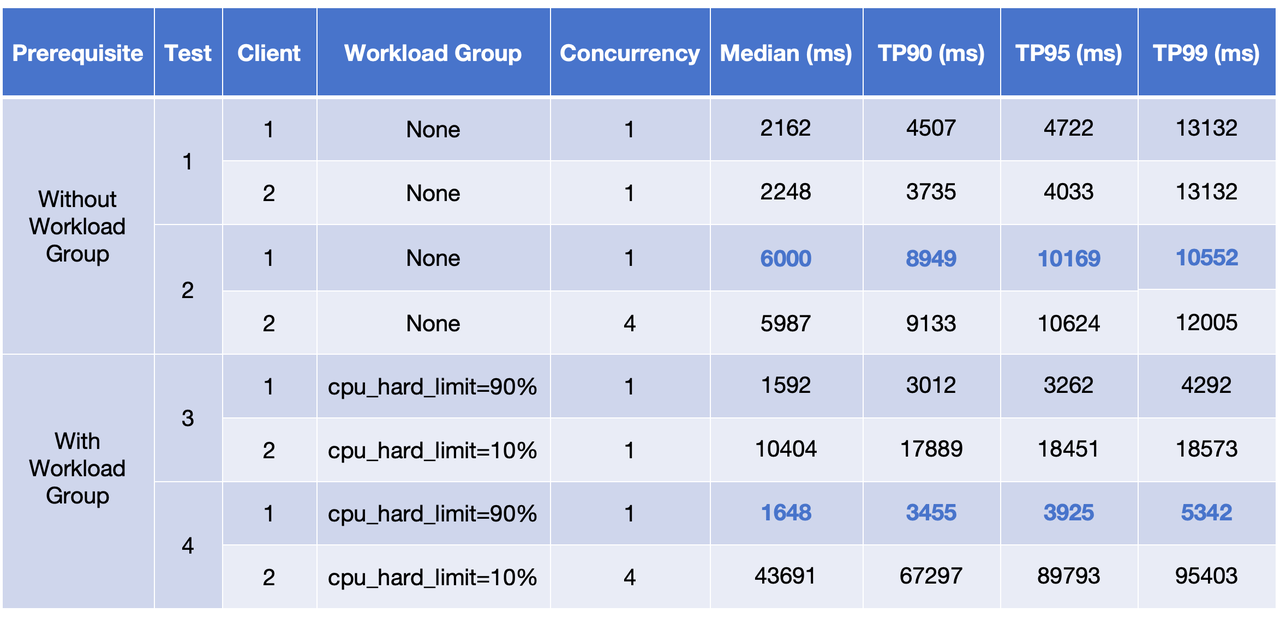 Prerequisite Test Client Workload Group Concurrency Median (ms) TP90 (ms) TP95 (ms) TP99 (ms)
Without
Workload
Group
1
1 None 1 2162 4507 4722 13132
2 None 1 2248 3735 4033 13132
2
1 None 1 6000 8949 10169 10552
2 None 4 5987 9133 10624 12005
With
Workload
Group
3
1 cpu_hard_limit=90% 1 1592 3012 3262 4292
2 cpu_hard_limit=10% 1 10404 17889 18451 18573
4
1 cpu_hard_limit=90% 1 1648 3455 3925 5342
2 cpu_hard_limit=10% 4 43691 67297 89793 95403